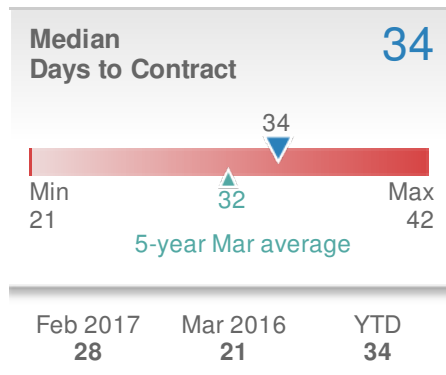 Median
Days to Contract
34
34
32
Min
21
Max
42
5-year Mar average
Feb 2017 Mar 2016 YTD
28 21 34